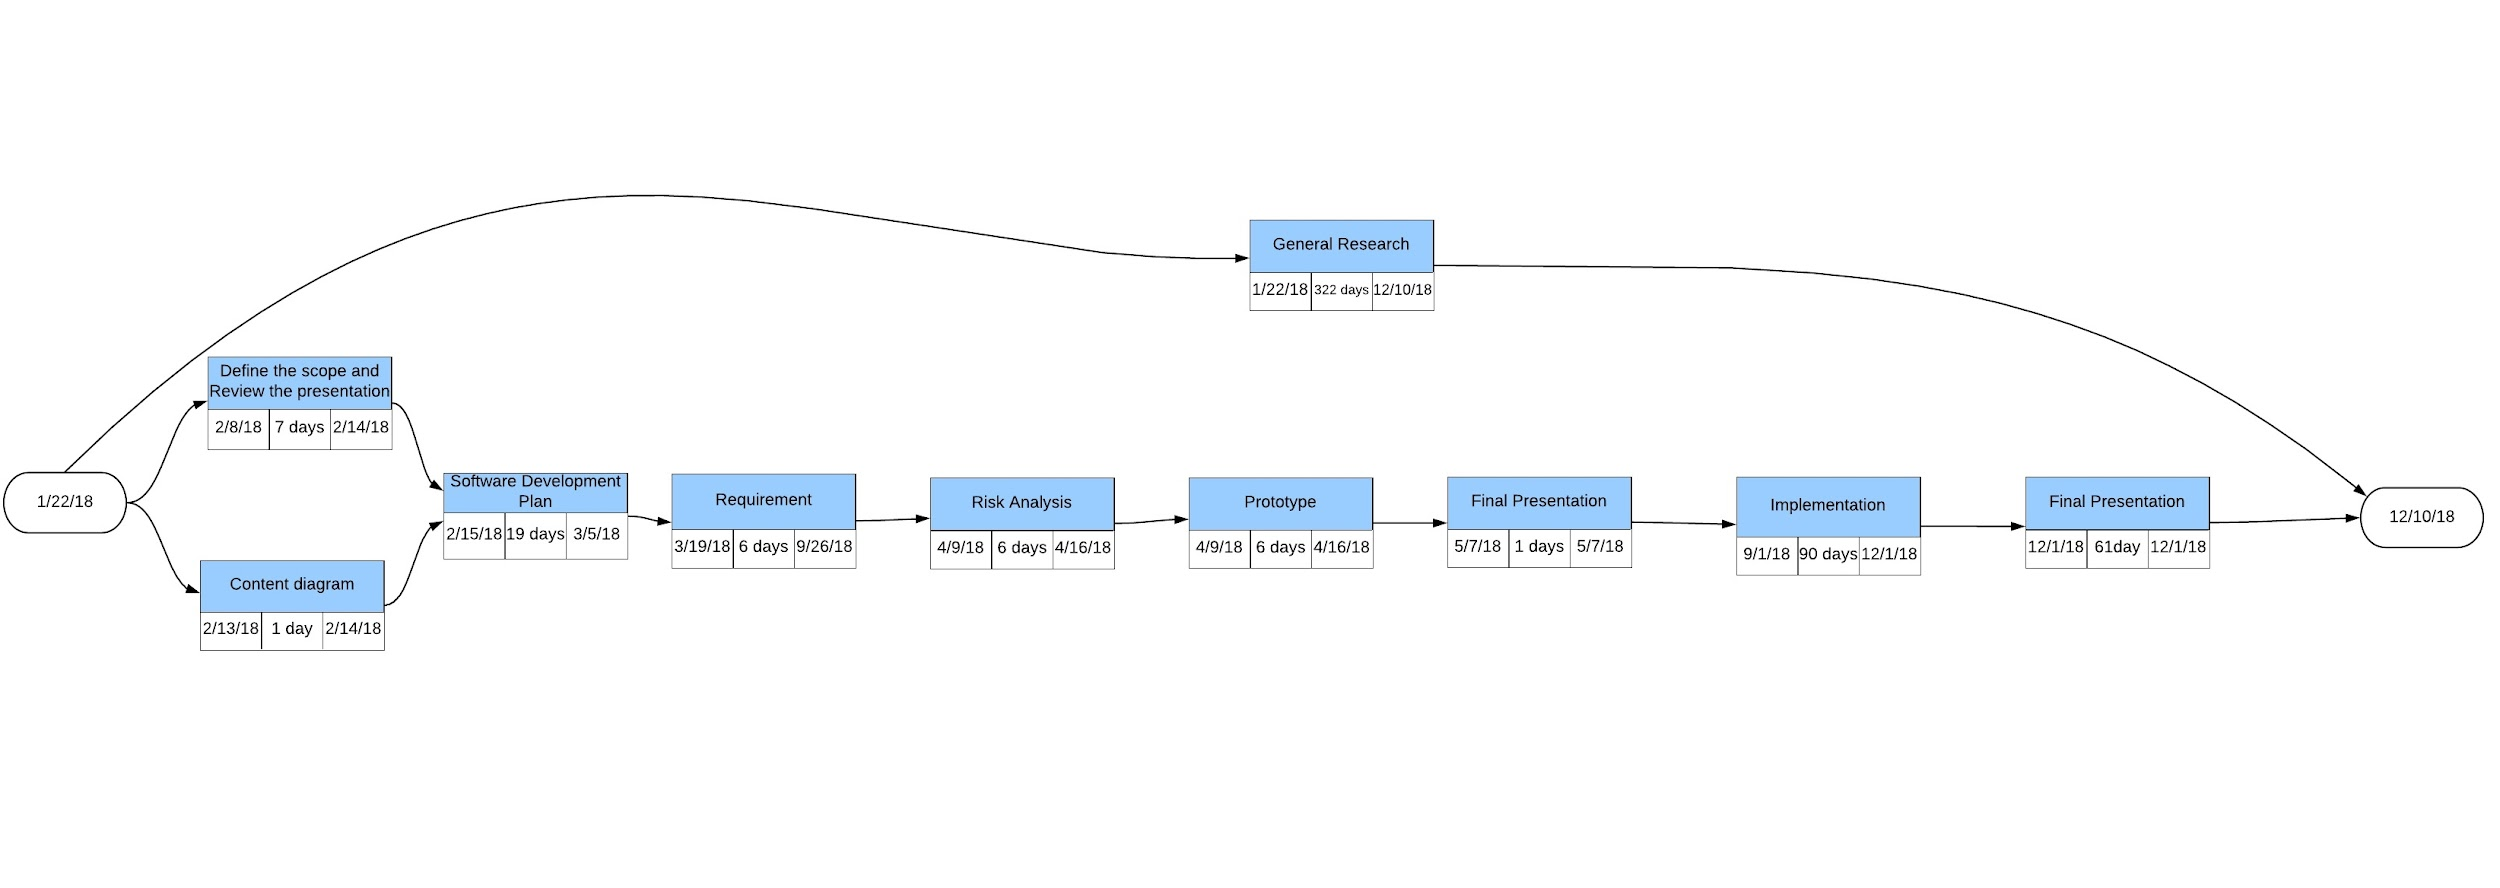 General Research
1/22/18 322 days 12/10/18
Define the scope and
Review the presentation
2/8/18 7 days 2/14/18
1/22/18
Content diagram
2/13/18 1 day 2/14/18
Software Development
Plan
2/15/18 19 days 3/5/18
Requirement
3/19/18 6 days 9/26/18
Risk Analysis
4/9/18 6 days 4/16/18
Prototype
4/9/18 6 days 4/16/18
Final Presentation
5/7/18 1 days 5/7/18
Implementation
9/1/18 90 days 12/1/18
Final Presentation
12/1/18 61day 12/1/18
12/10/18